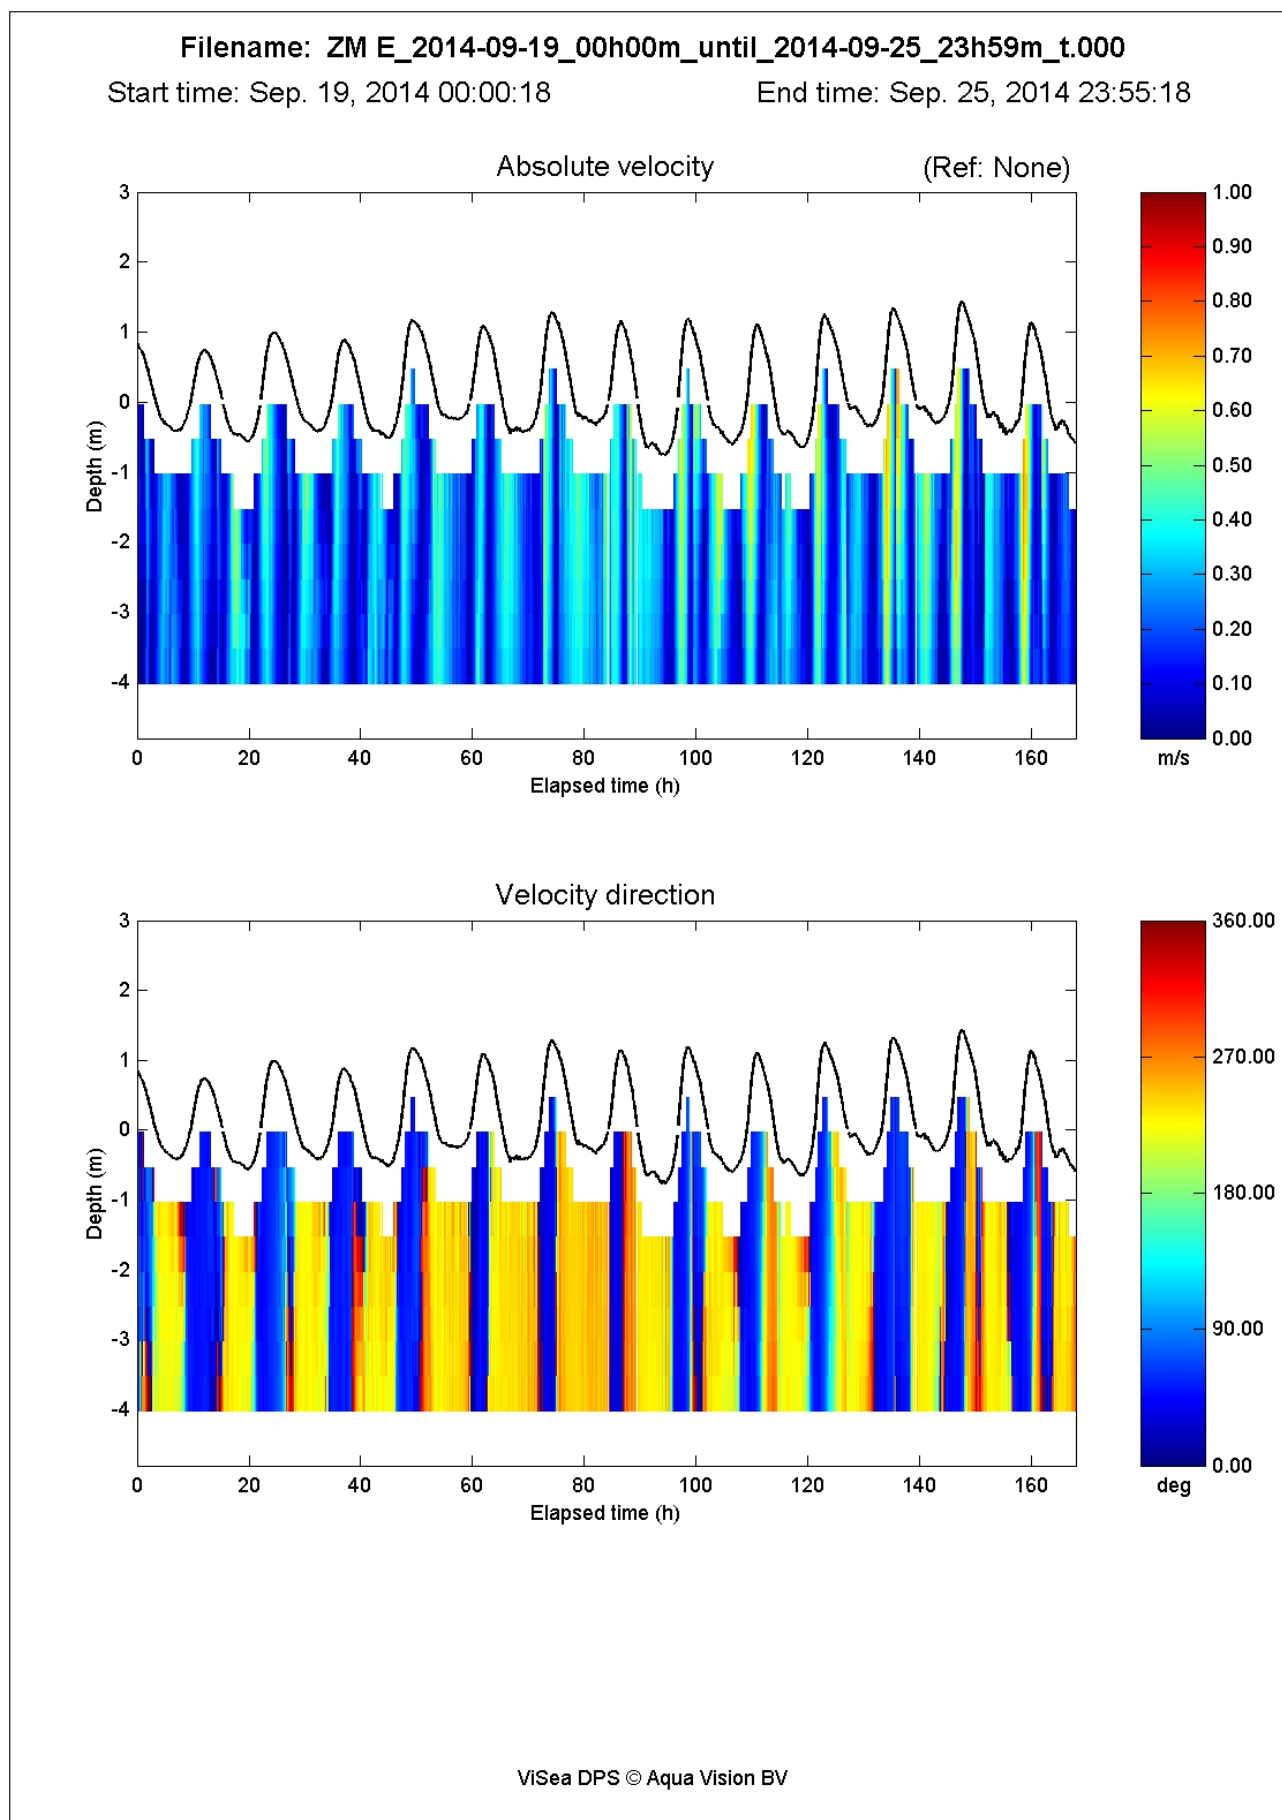 Filename: ZM E_2014-09-19_00h00m_until_2014-09-25_23h59m_t.000
Start time: Sep. 19, 2014 00:00:18 End time: Sep. 25, 2014 23:55:18
Absolute velocity (Ref: None)
3
2
1
0
-1
-2
-3
-4
Depth (m)
0 20 40 60 80 100 120 140 160
Elapsed time (h)
1.00
0.90
0.80
0.70
0.60
0.50
0.40
0.30
0.20
0.10
0.00
m/s
Velocity direction
3
2
1
0
-1
-2
-3
-4
Depth (m)
0 20 40 60 80 100 120 140 160
Elapsed time (h)
360.00
270.00
180.00
90.00
0.00
deg
ViSea DPS © Aqua Vision BV